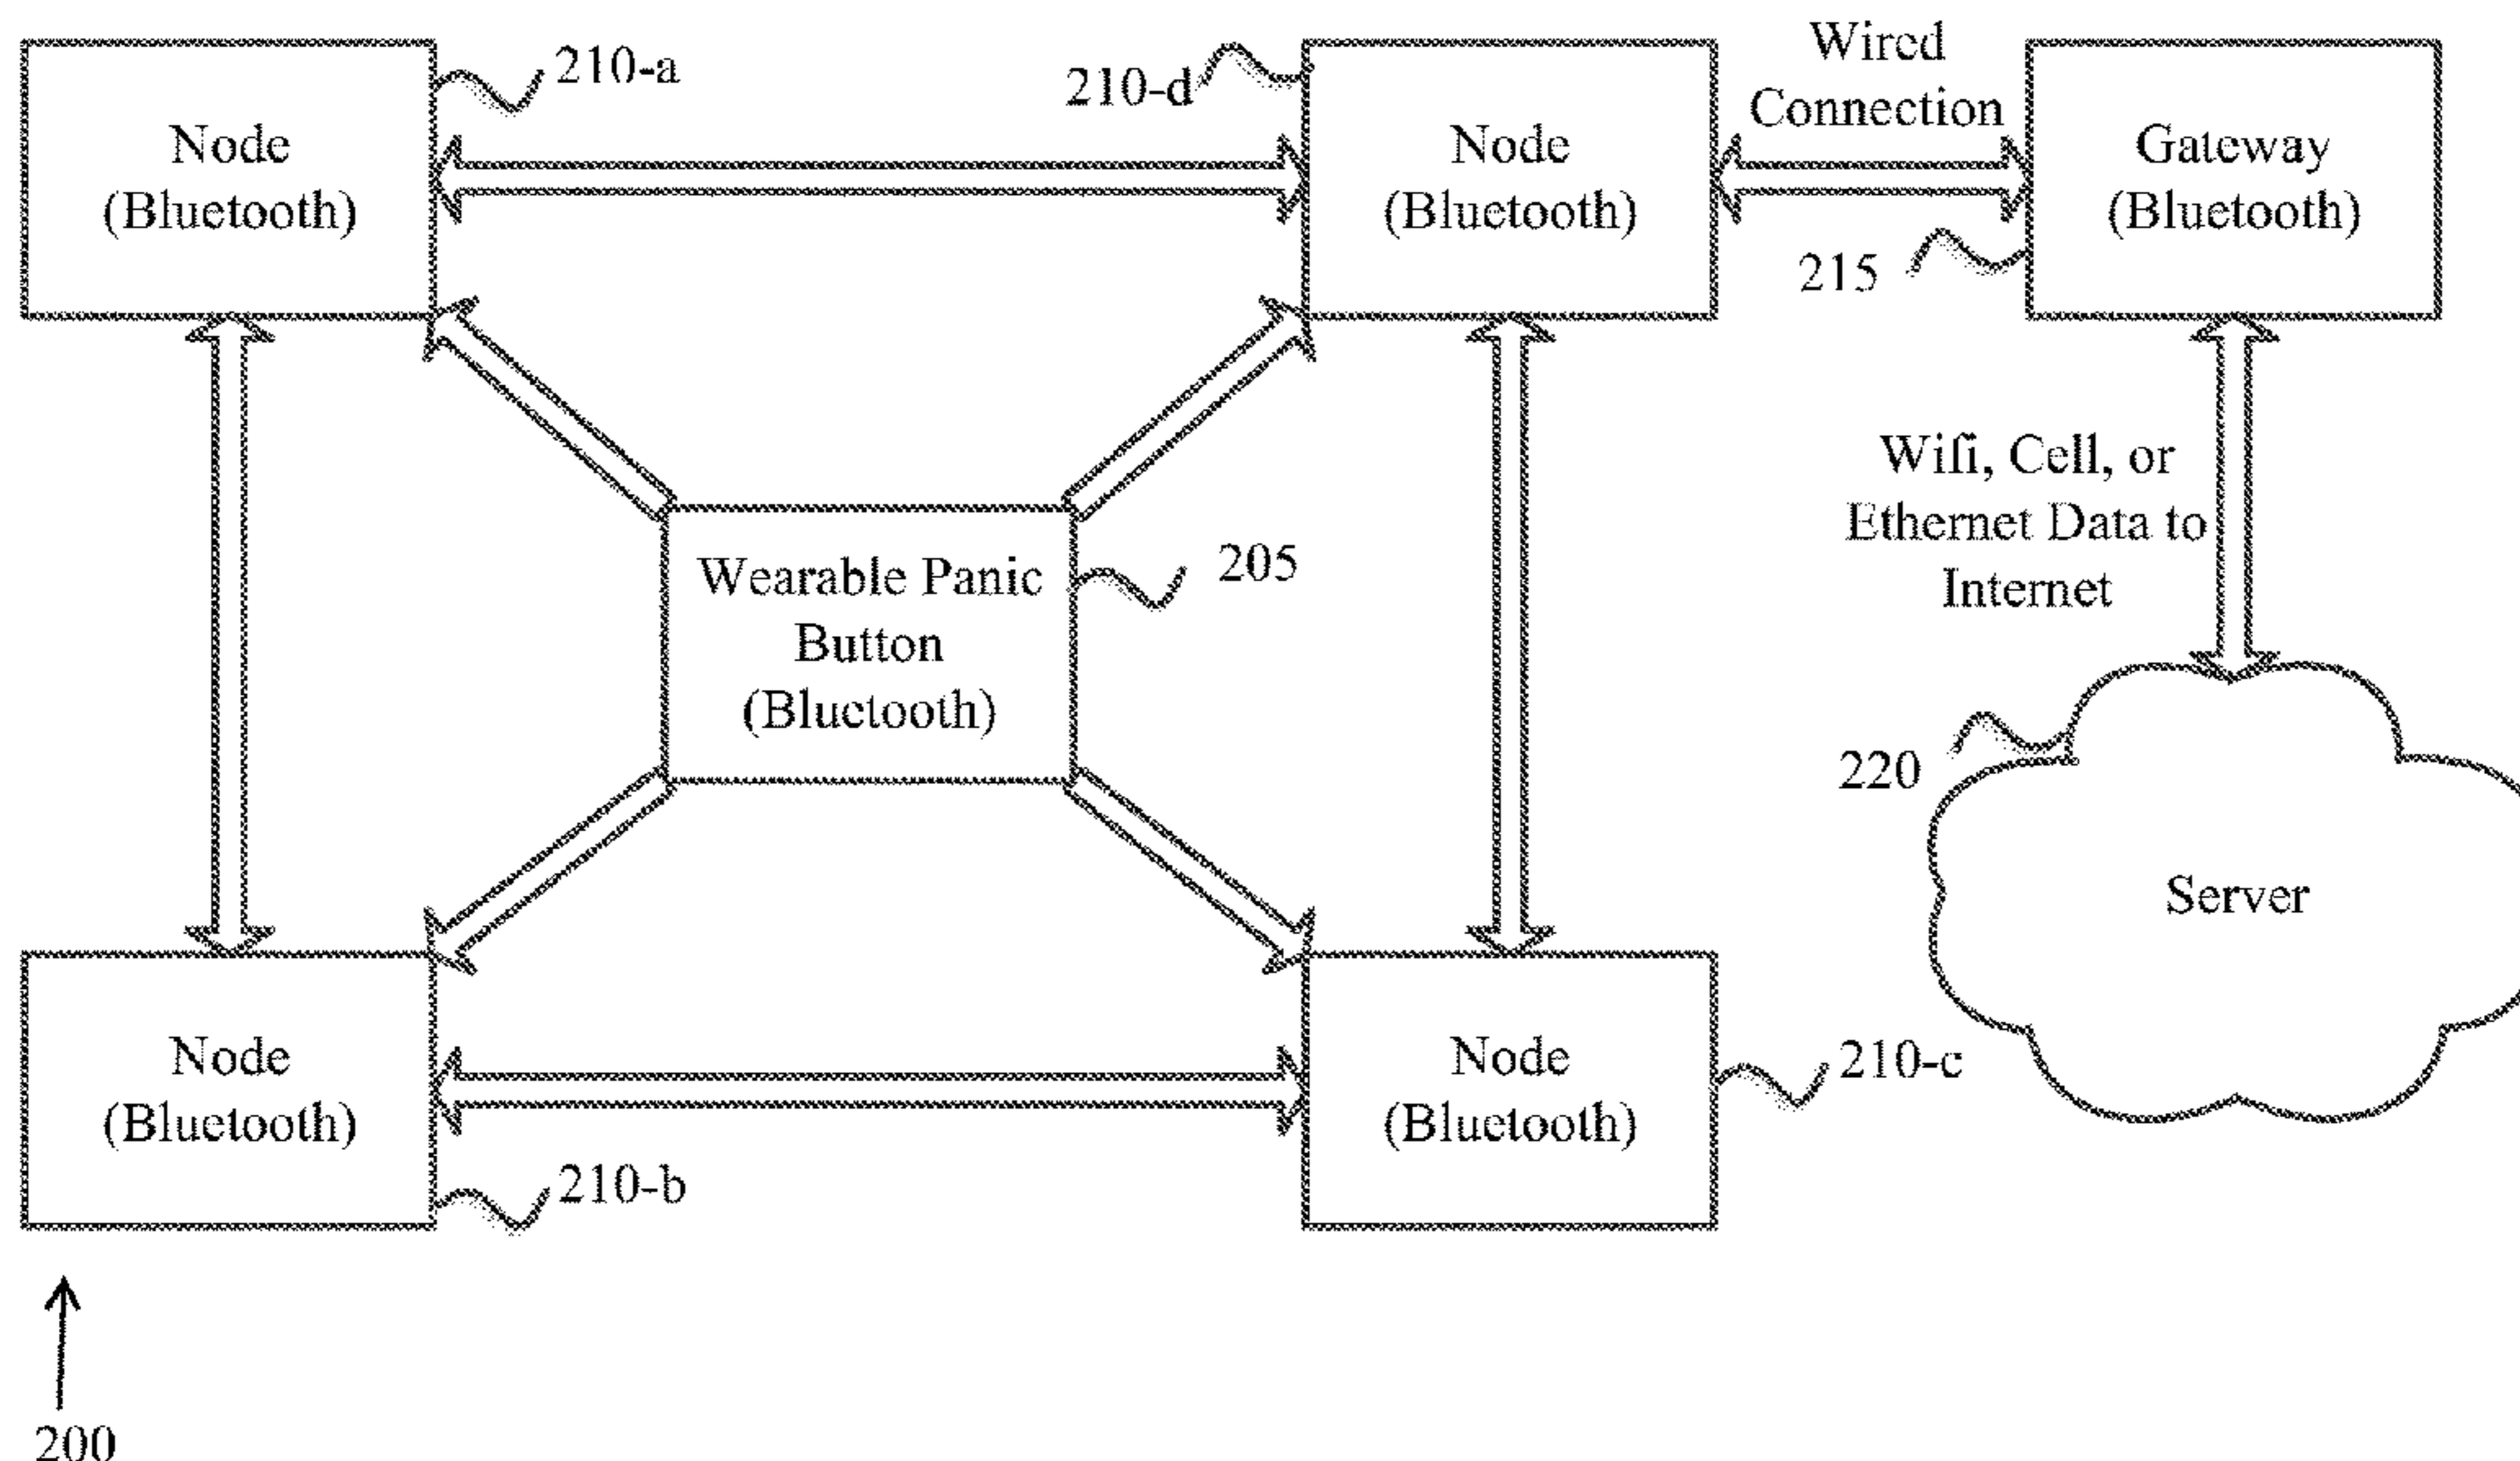 210-a
Node
(Bluetooth)
210-d
Node
(Bluetooth)
Wired
Connection
Gateway
(Bluetooth)
215
Wearable Panic
Button
(Bluetooth)
205
Wifi, Cell, or
Ethernet Data to
Internet
220
Server
Node
(Bluetooth)
210-b
Node
(Bluetooth)
210-c
200